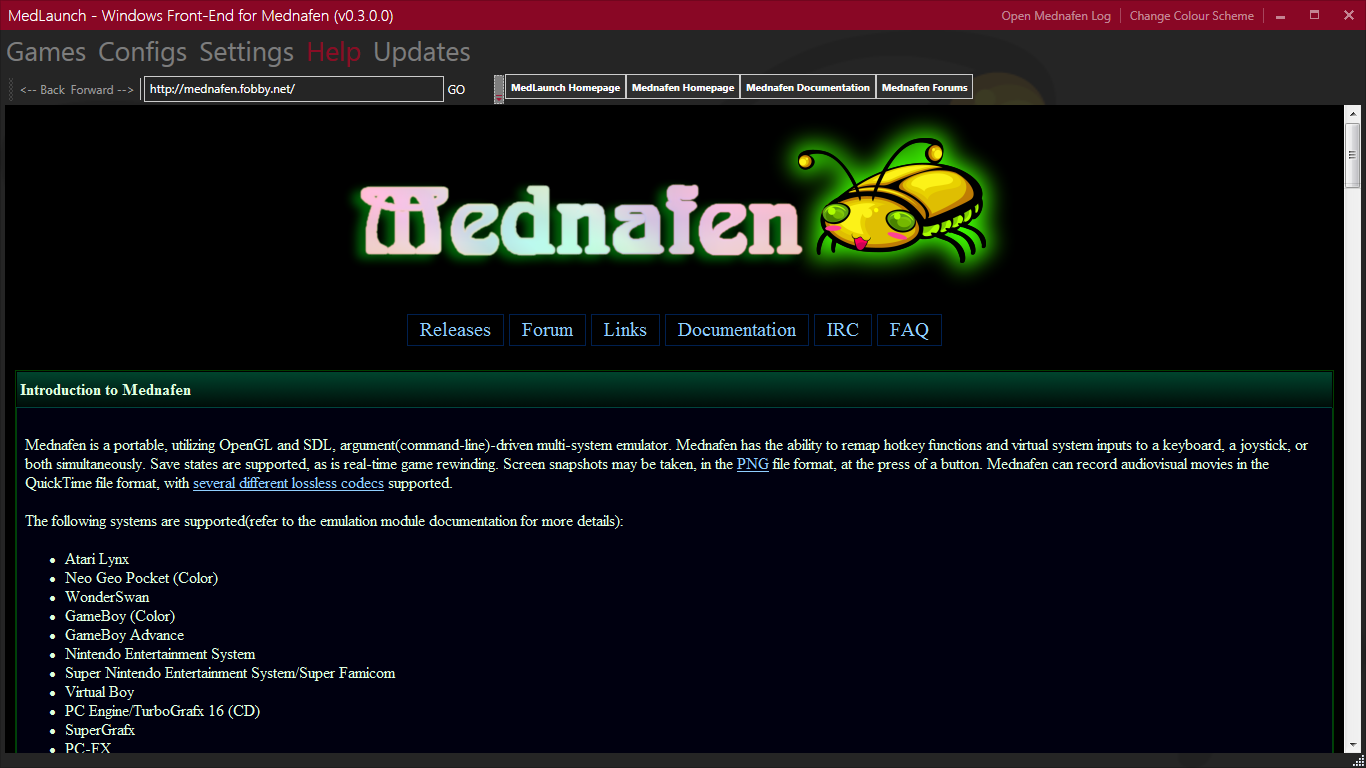 MedLaunch - Windows Front-End for Mednafen (v0.3.0.0)
Open Mednafen Log
Change Colour Scheme
Games Configs Settings Help Updates
<-- Back Forward -->
http://mednafen.fobby.net/
GO
MedLaunch Homepage
Mednafen Homepage
Mednafen Documentation
Mednafen Forums
Mednafen
Releases
Forum
Links
Documentation
IRC
FAQ
Introduction to Mednafen
Mednafen is a portable, utilizing OpenGL and SDL, argument(command-line)-driven multi-system emulator. Mednafen has the ability to remap hotkey functions and virtual system inputs to a keyboard, a joystick, or
both simultaneously. Save states are supported, as is real-time game rewinding. Screen snapshots may be taken, in the PNG file format, at the press of a button. Mednafen can record audiovisual movies in the
QuickTime file format, with several different lossless codecs supported.
The following systems are supported(refer to the emulation module documentation for more details):
• Atari Lynx
• Neo Geo Pocket (Color)
• WonderSwan
• GameBoy (Color)
• GameBoy Advance
• Nintendo Entertainment System
• Super Nintendo Entertainment System/Super Famicom
• Virtual Boy
• PC Engine/TurboGrafx 16 (CD)
• SuperGrafx
• PC-FX